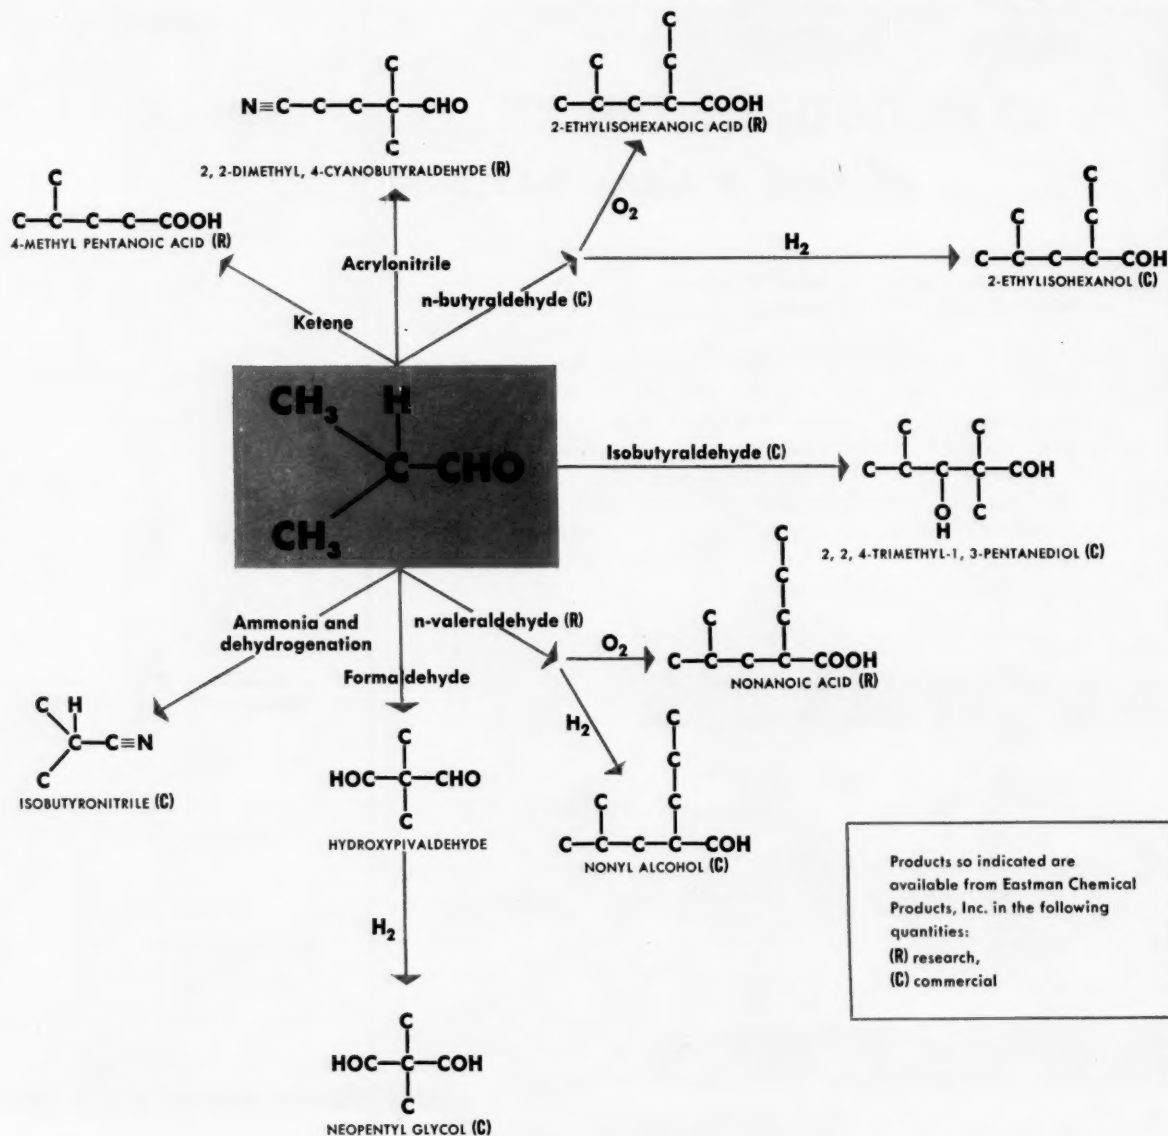 C
C
N≡C—C—C—C—CHO
C
2, 2-DIMETHYL, 4-CYANOBUTYRALDEHYDE (R)
C
C C
C—C—C—C—COOH
2-ETHYLISOHEXANOIC ACID (R)
C
C—C—C—C—COOH
4-METHYL PENTANOIC ACID (R)
Ketene
Acrylonitrile
n-butyraldehyde (C)
O₂
H₂
C
C C
C—C—C—C—COH
2-ETHYLISOHEXANOL (C)
CH₃ H
C—CHO
CH₃
Isobutyraldehyde (C)
C C
C—C—C—C—COH
O C
H
2, 2, 4-TRIMETHYL-1, 3-PENTANEDIOL (C)
Ammonia and
dehydrogenation
Formaldehyde
n-valeraldehyde (R)
O₂
H₂
C
C
C C
C—C—C—C—COOH
NONANOIC ACID (R)
C H
C—C≡N
C
ISOBUTYRONITRILE (C)
C
HOC—C—CHO
C
HYDROXYPIVALDEHYDE
C
C
C C
C—C—C—C—COH
NONYL ALCOHOL (C)
H₂
C
HOC—C—COH
C
NEOPENTYL GLYCOL (C)
Products so indicated are
available from Eastman Chemical
Products, Inc. in the following
quantities:
(R) research,
(C) commercial